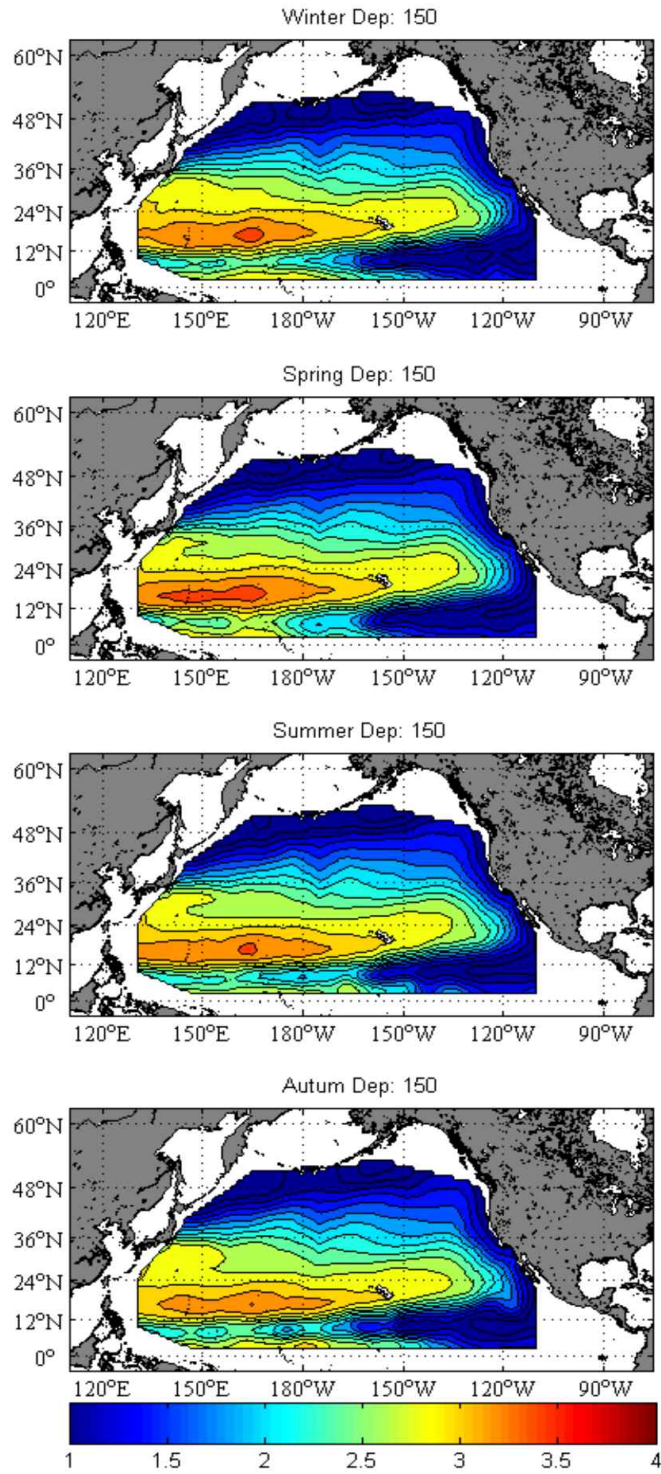 Winter Dep: 150
60°N
48°N
36°N
24°N
12°N
0°
120°E 150°E 180°W 150°W 120°W 90°W
Spring Dep: 150
60°N
48°N
36°N
24°N
12°N
0°
120°E 150°E 180°W 150°W 120°W 90°W
Summer Dep: 150
60°N
48°N
36°N
24°N
12°N
0°
120°E 150°E 180°W 150°W 120°W 90°W
Autum Dep: 150
60°N
48°N
36°N
24°N
12°N
0°
120°E 150°E 180°W 150°W 120°W 90°W
1 1.5 2 2.5 3 3.5 4